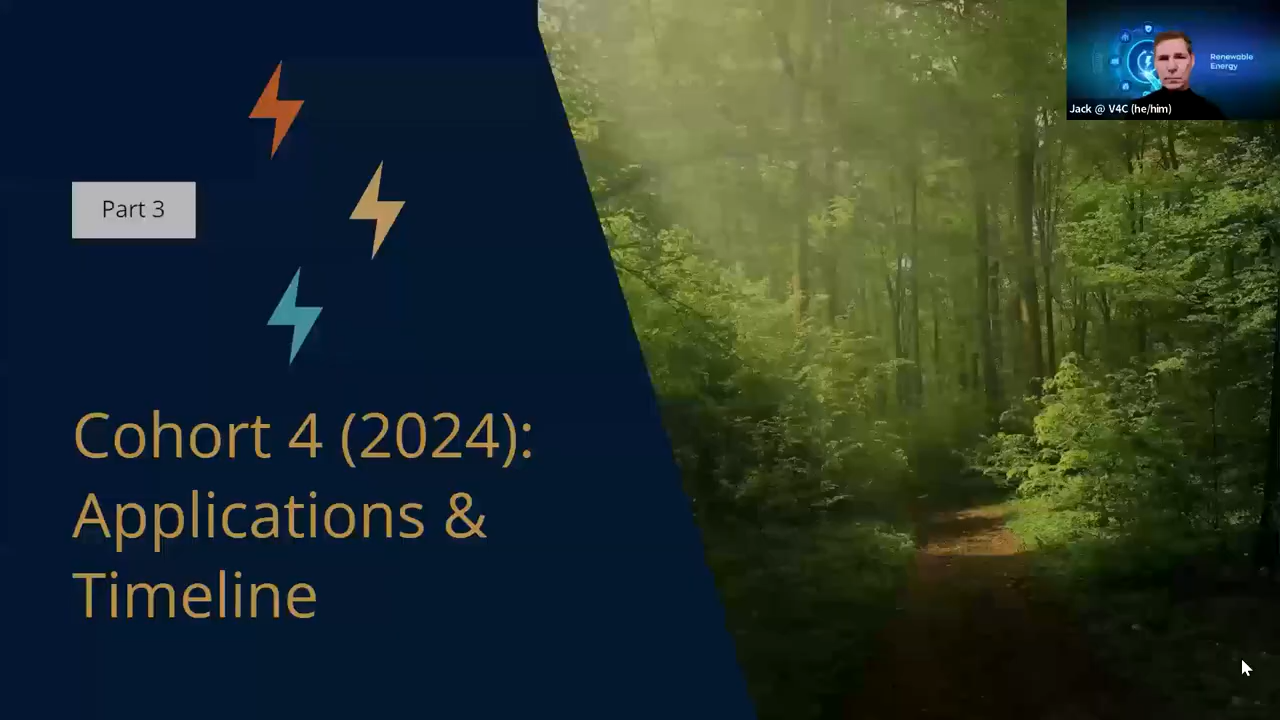 Part 3
Cohort 4 (2024):
Applications &
Timeline
Renewable
Energy
Jack @ V4C (he/him)